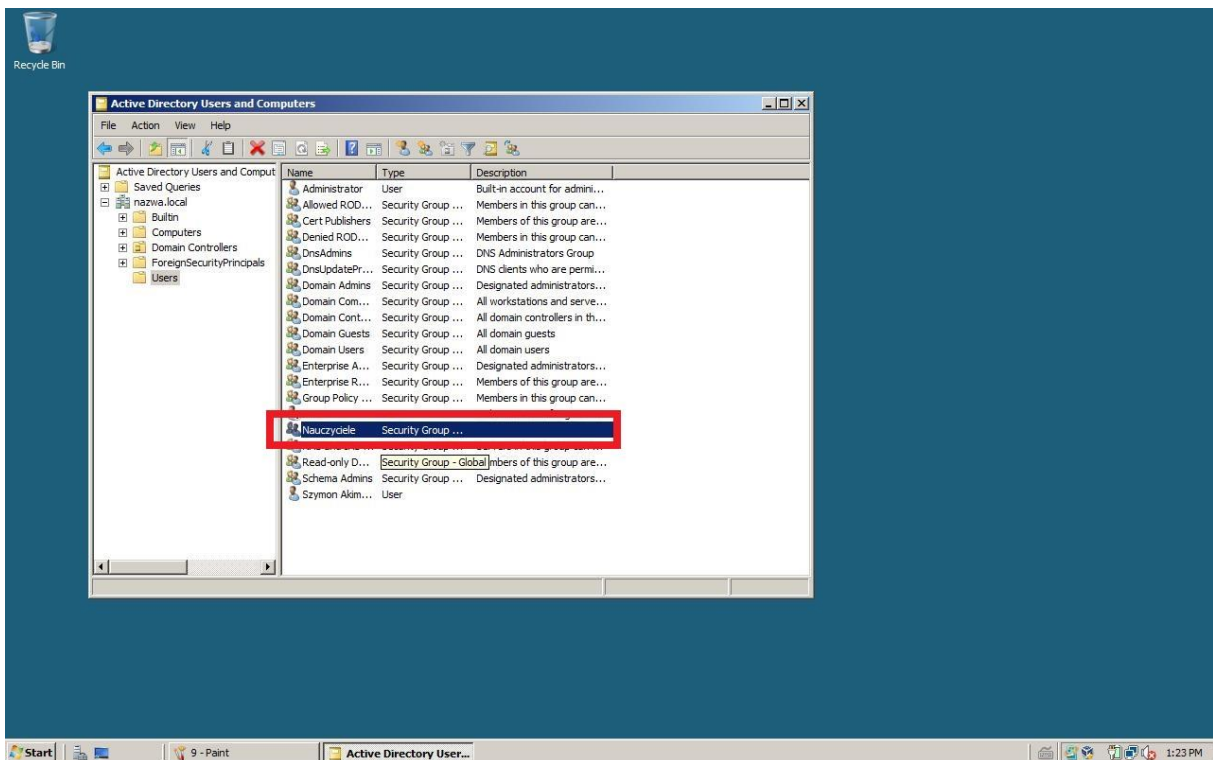 Recycle Bin
Active Directory Users and Computers
File Action View Help
Active Directory Users and Comput
Saved Queries
nazwa.local
Builtin
Computers
Domain Controllers
ForeignSecurityPrincipals
Users
Name Type Description
Administrator User Built-in account for admini...
Allowed ROD... Security Group ... Members in this group can...
Cert Publishers Security Group ... Members of this group are...
Denied ROD... Security Group ... Members in this group can...
DnsAdmins Security Group ... DNS Administrators Group
DnsUpdatePr... Security Group ... DNS clients who are permi...
Domain Admins Security Group ... Designated administrators...
Domain Com... Security Group ... All workstations and serve...
Domain Cont... Security Group ... All domain controllers in th...
Domain Guests Security Group ... All domain guests
Domain Users Security Group ... All domain users
Enterprise A... Security Group ... Designated administrators...
Enterprise R... Security Group ... Members of this group are...
Group Policy ... Security Group ... Members in this group can...
Nauczyciele Security Group ...
Read-only D... Security Group - Global mbers of this group are...
Schema Admins Security Group ... Designated administrators...
Szymon Akim... User
Start 9 - Paint Active Directory User... 1:23 PM